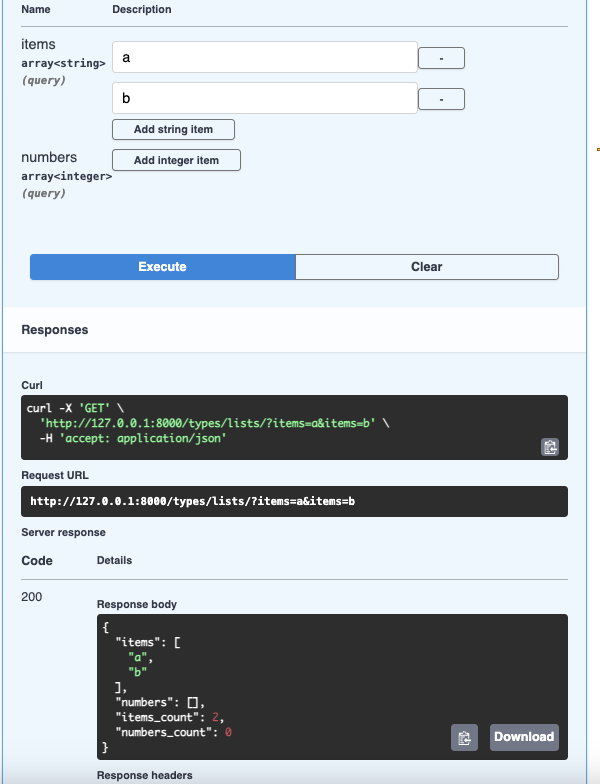 Name Description
items
array<string>
(query)
a -
b -
Add string item
numbers
array<integer>
(query)
Add integer item
Execute Clear
Responses
Curl
curl -X 'GET' \
'http://127.0.0.1:8000/types/lists/?items=a&items=b' \
-H 'accept: application/json'
Request URL
http://127.0.0.1:8000/types/lists/?items=a&items=b
Server response
Code Details
200
Response body
{
"items": [
"a",
"b"
],
"numbers": [],
"items_count": 2,
"numbers_count": 0
}
Download
Response headers